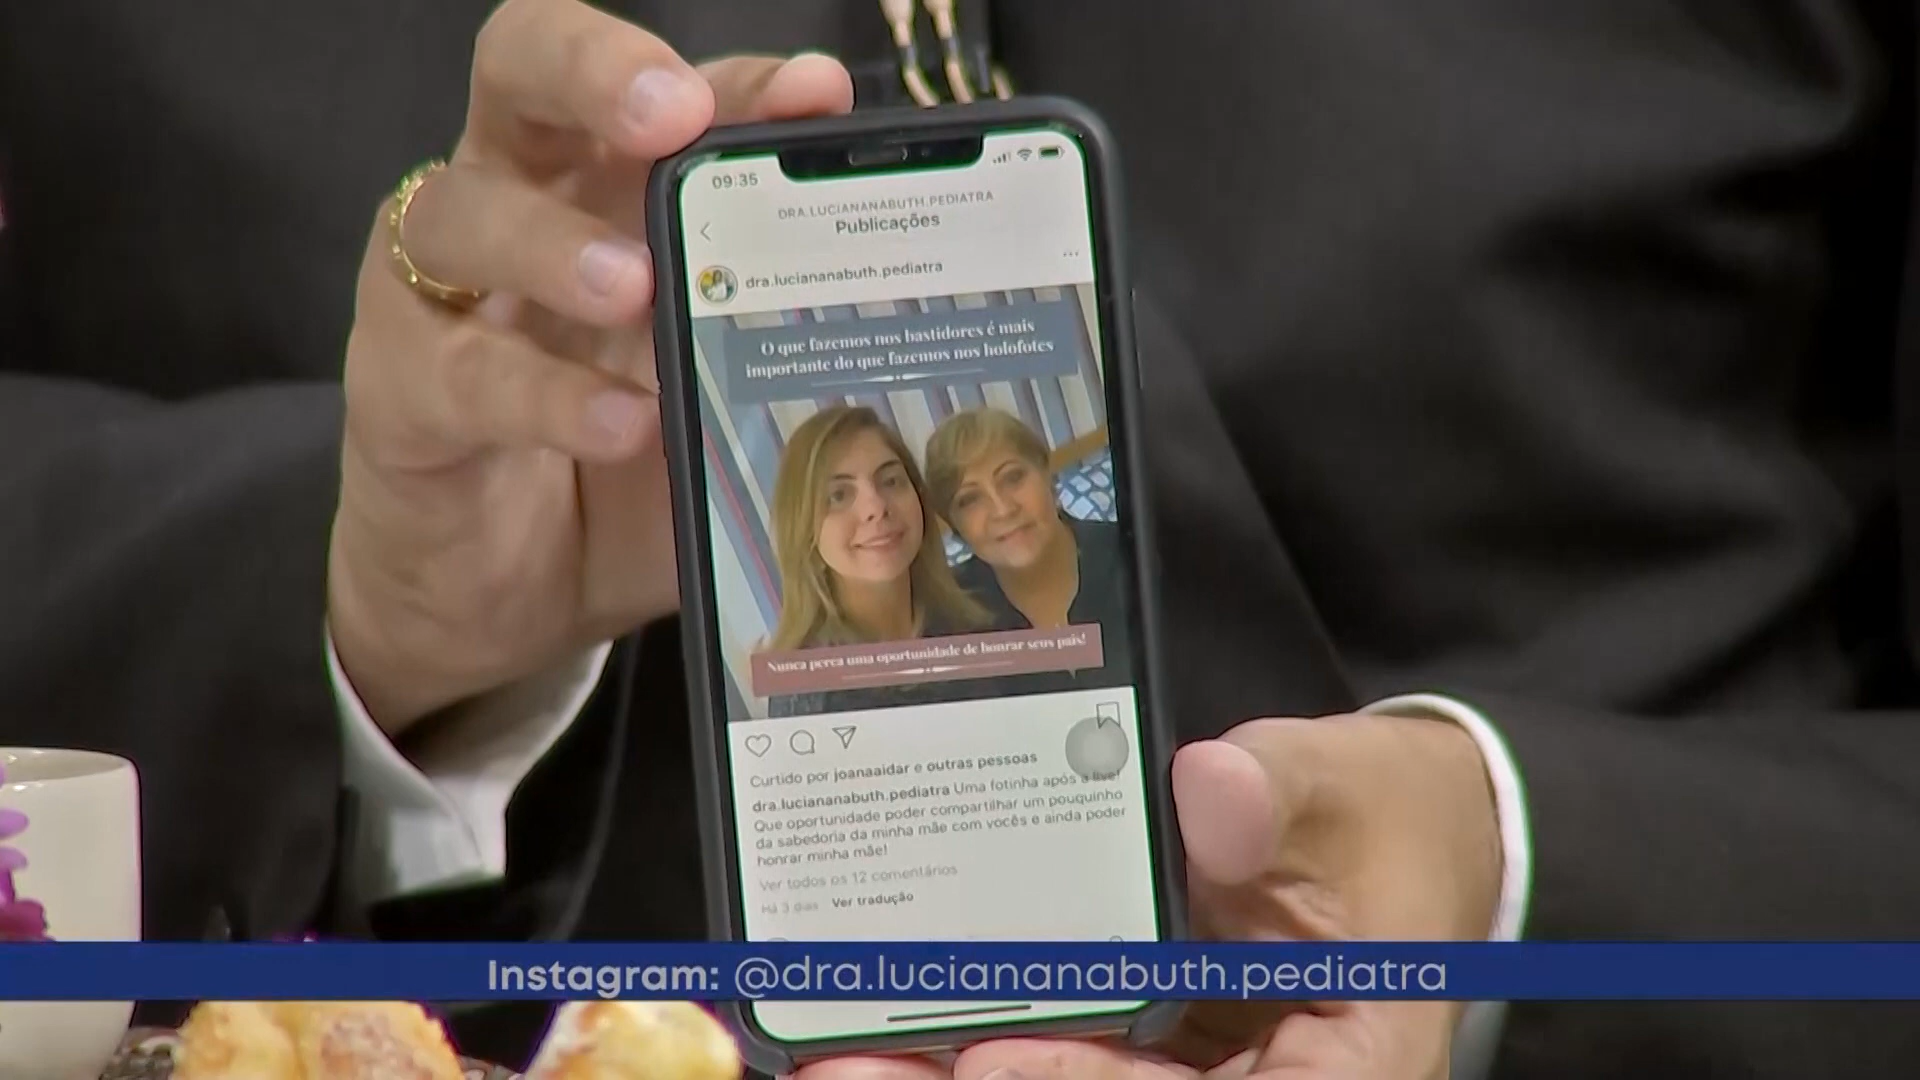 09:35
DRA.LUCIANANABUTH.PEDIATRA
Publicações
dra.luciananabuth.pediatra
O que fazemos nos bastidores é mais
importante do que fazemos nos holofotes
Nunca perca uma oportunidade de honrar seus pais!
Curtido por joanaaidar e outras pessoas
dra.luciananabuth.pediatra Uma fotinha após a live!
Que oportunidade poder compartilhar um pouquinho
da sabedoria da minha mãe com vocês e ainda poder
honrar minha mãe!
Ver todos os 12 comentários
Há 3 dias Ver tradução
Instagram: @dra.luciananabuth.pediatra